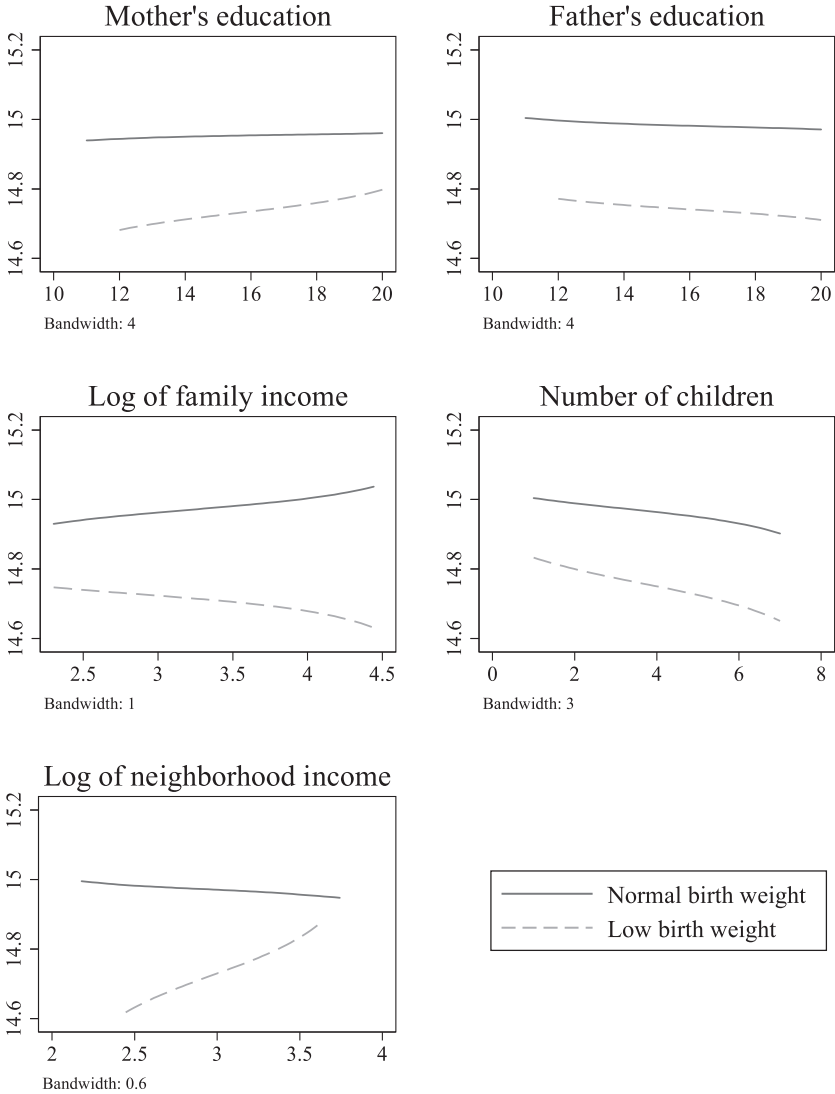 Mother's education
15.2
15
14.8
14.6
10 12 14 16 18 20
Bandwidth: 4
Father's education
15.2
15
14.8
14.6
10 12 14 16 18 20
Bandwidth: 4
Log of family income
15.2
15
14.8
14.6
2.5 3 3.5 4 4.5
Bandwidth: 1
Number of children
15.2
15
14.8
14.6
0 2 4 6 8
Bandwidth: 3
Log of neighborhood income
15.2
15
14.8
14.6
2 2.5 3 3.5 4
Bandwidth: 0.6
Normal birth weight
Low birth weight